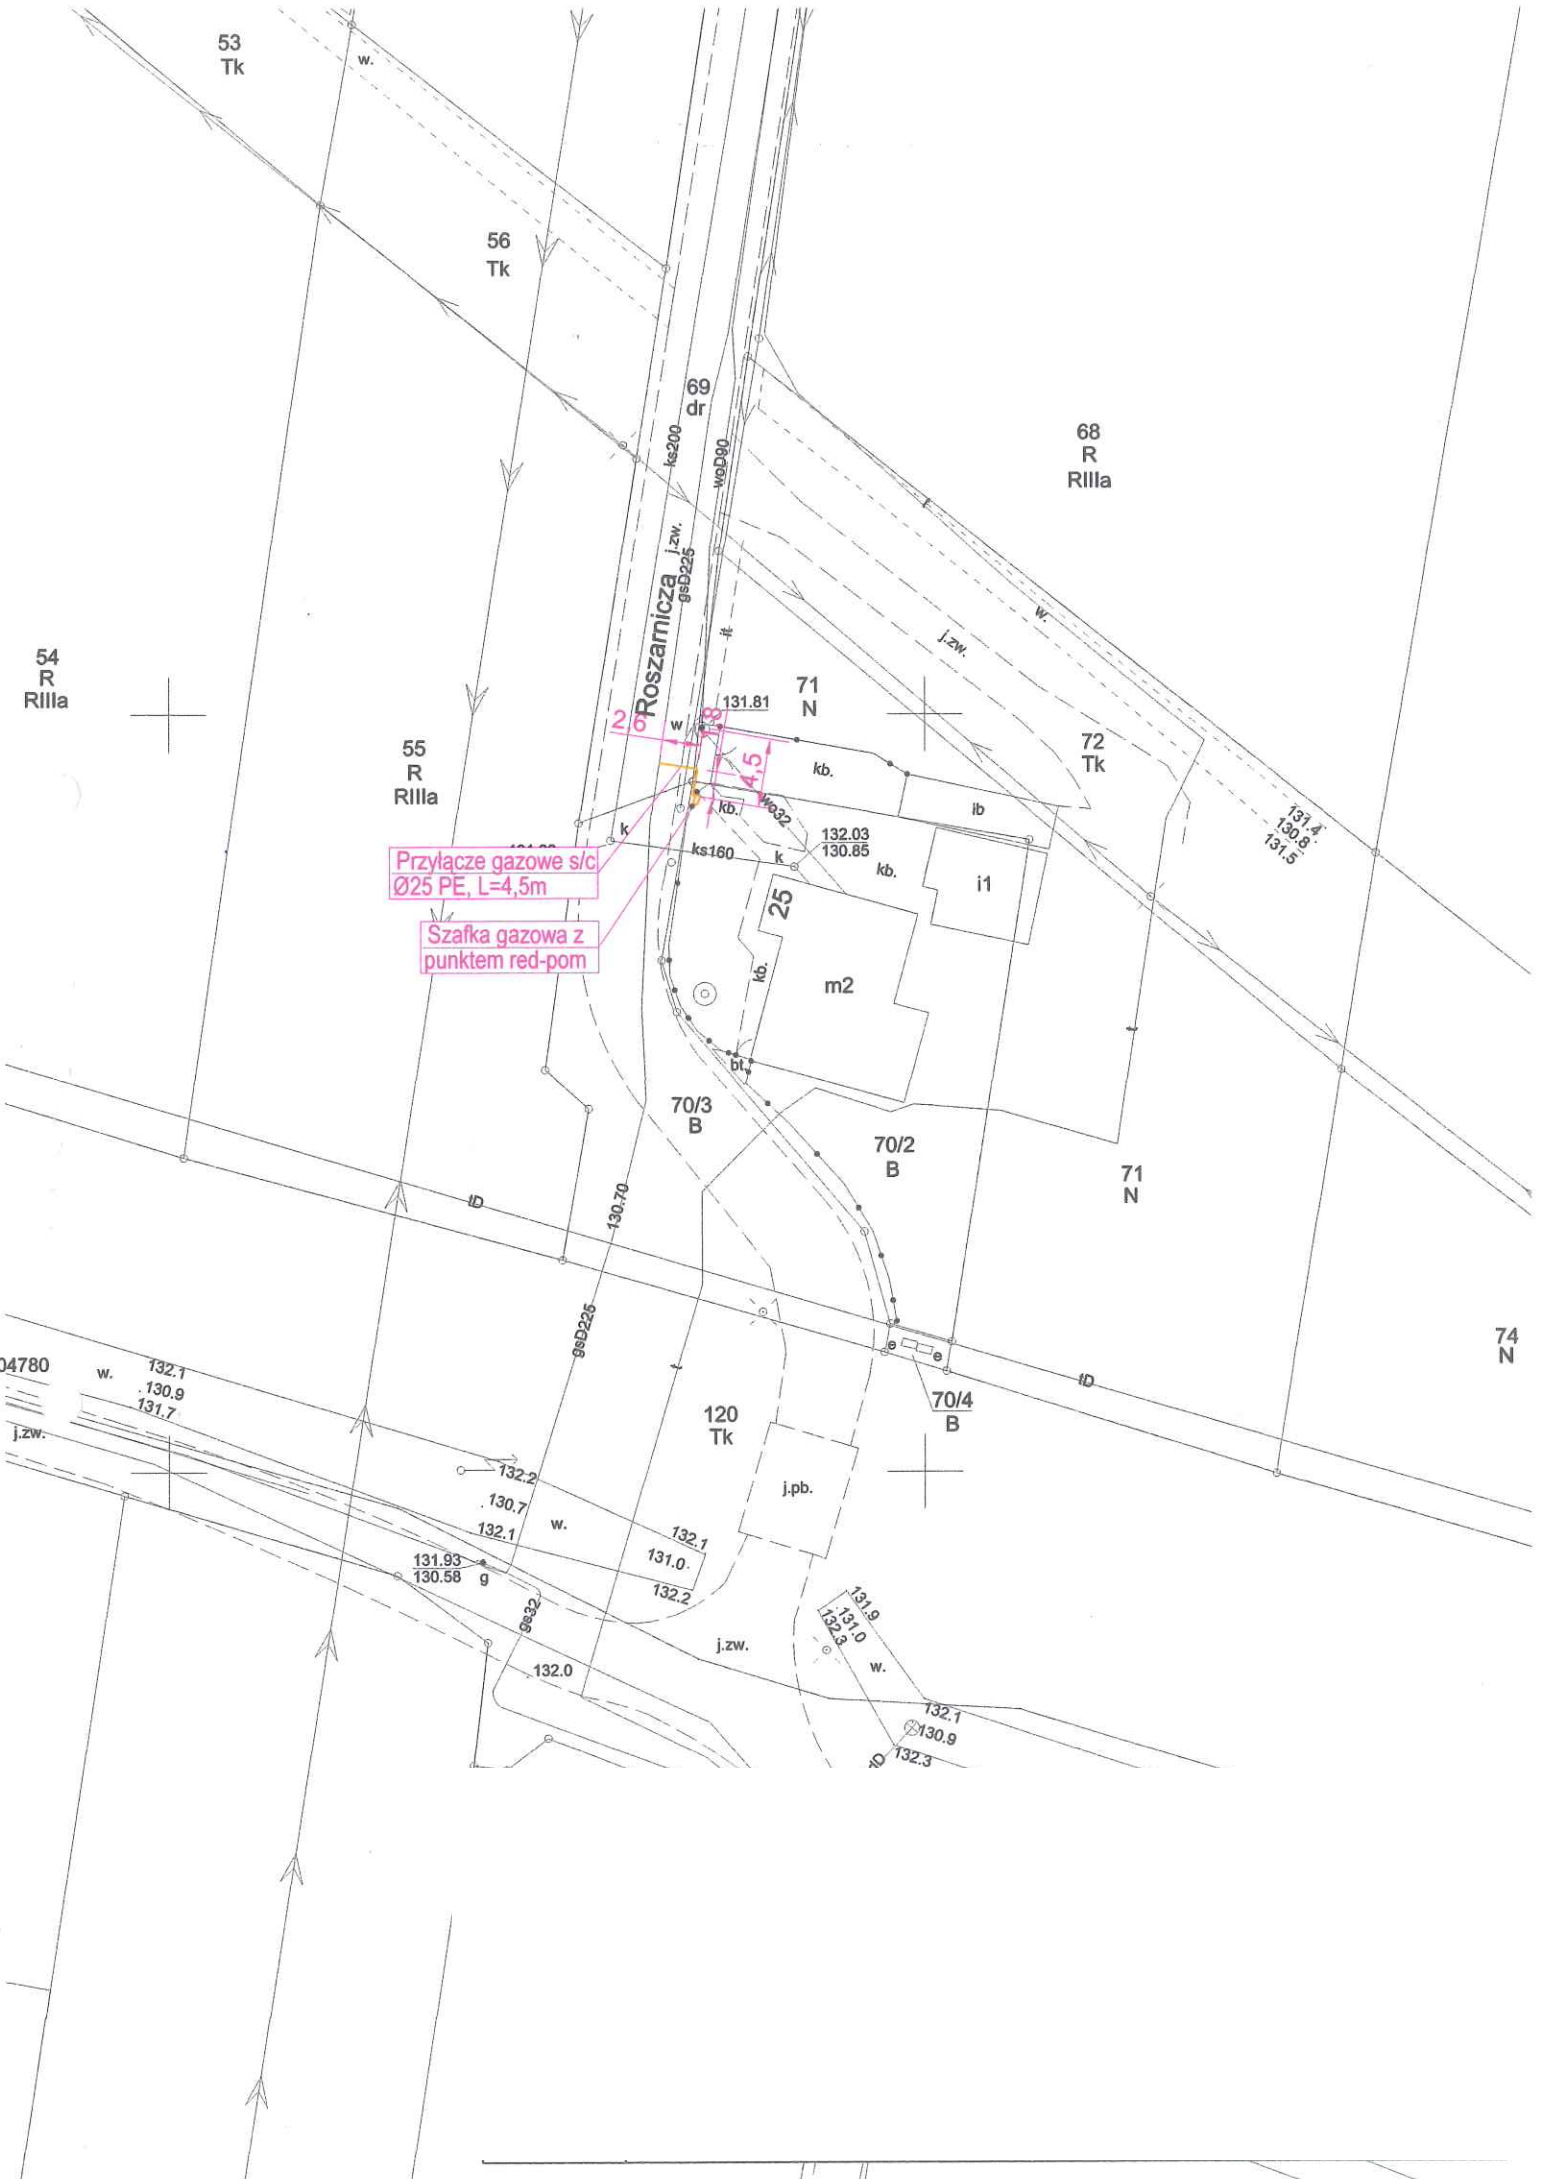 53
Tk
w.
56
Tk
69
dr
ks200
woD90
68
R
RIIIa
j.zw.
gsD225
Roszarnicza
it
w.
j.zw.
54
R
RIIIa
55
R
RIIIa
71
N
131.81
72
Tk
2,6
w
1,8
4,5
kb.
kb.
wo32
ib
131.4
130.8
131.5
k
ks160
k
132.03
130.85
kb.
i1
Przyłącze gazowe s/c
Ø25 PE, L=4,5m
25
Szafka gazowa z
punktem red-pom
kb.
m2
t
bt.
70/3
B
70/2
B
71
N
tD
130.70
gsD225
t
e
e
tD
74
N
04780
w.
132.1
130.9
131.7
j.zw.
70/4
B
120
Tk
j.pb.
132.2
130.7
132.1
w.
132.1
131.0
132.2
131.93
130.58
g
gs32
131.9
131.0
132.3
j.zw.
w.
132.0
132.1
130.9
132.3
tD